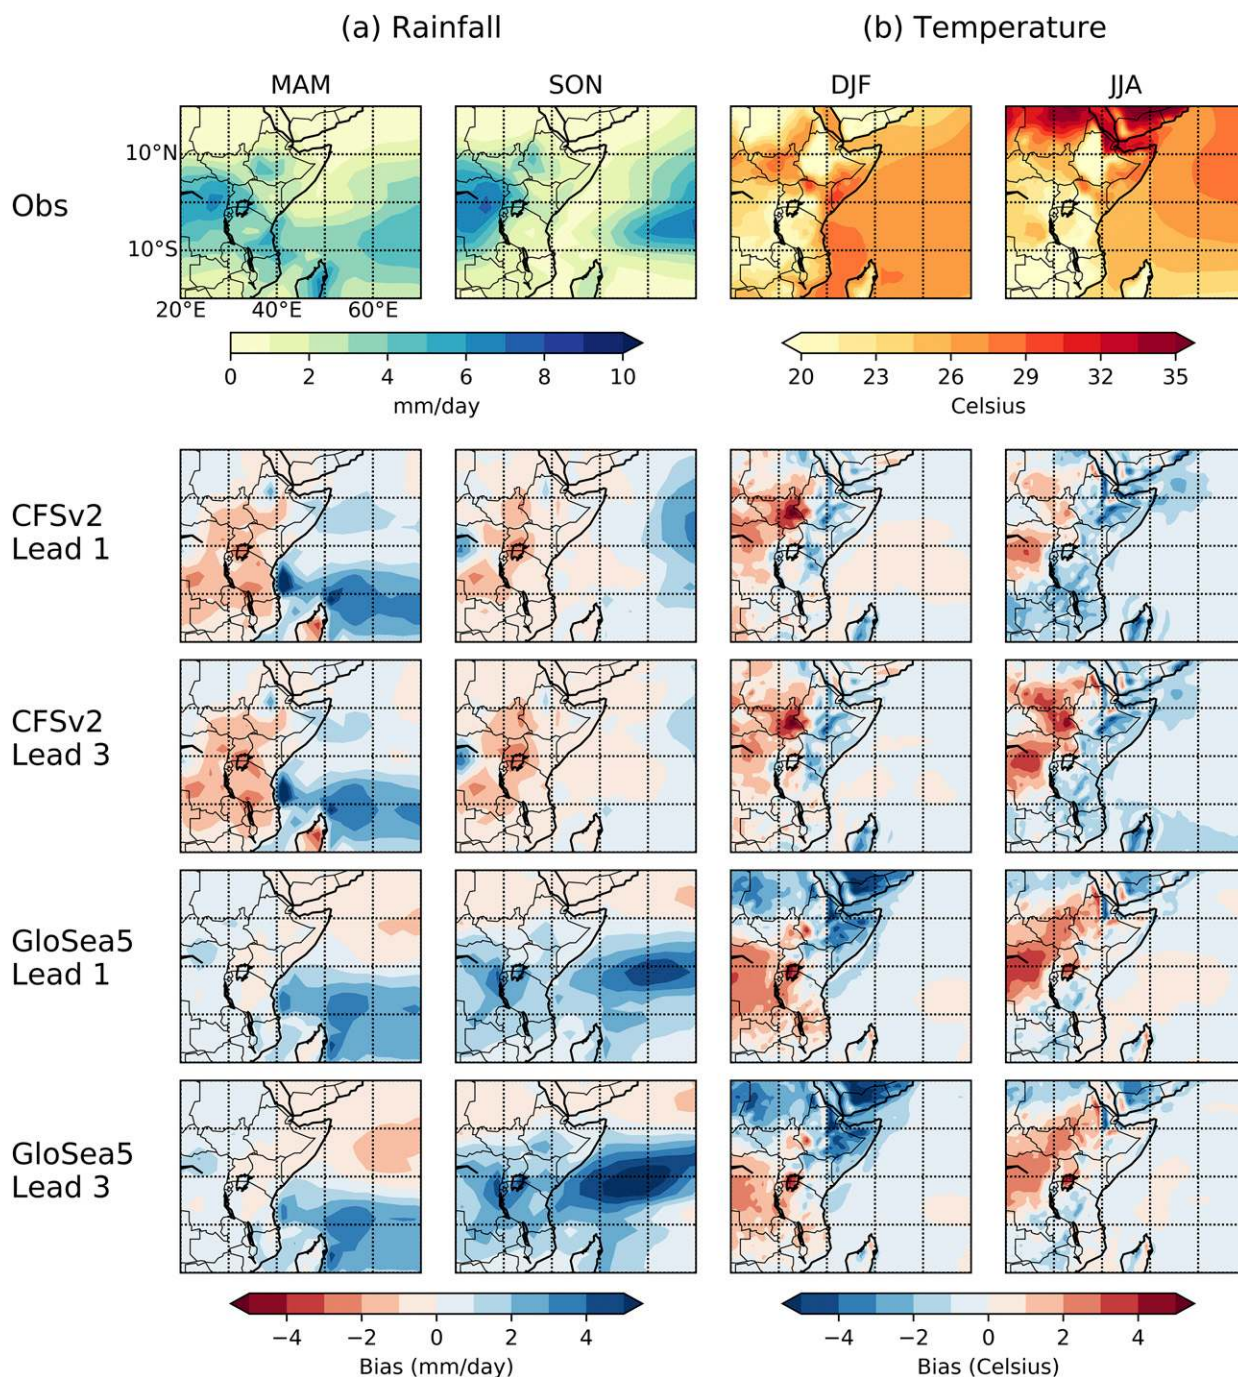 (a) Rainfall (b) Temperature
MAM SON DJF JJA
10°N
Obs
10°S
20°E 40°E 60°E
0 2 4 6 8 10 20 23 26 29 32 35
mm/day Celsius
CFSv2
Lead 1
CFSv2
Lead 3
GloSea5
Lead 1
GloSea5
Lead 3
−4 −2 0 2 4 −4 −2 0 2 4
Bias (mm/day) Bias (Celsius)